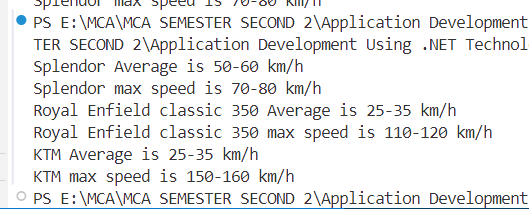 Splendor max speed is 70-80 km/h
PS E:\MCA\MCA SEMESTER SECOND 2\Application Development
TER SECOND 2\Application Development Using .NET Technol
Splendor Average is 50-60 km/h
Splendor max speed is 70-80 km/h
Royal Enfield classic 350 Average is 25-35 km/h
Royal Enfield classic 350 max speed is 110-120 km/h
KTM Average is 25-35 km/h
KTM max speed is 150-160 km/h
PS E:\MCA\MCA SEMESTER SECOND 2\Application Development